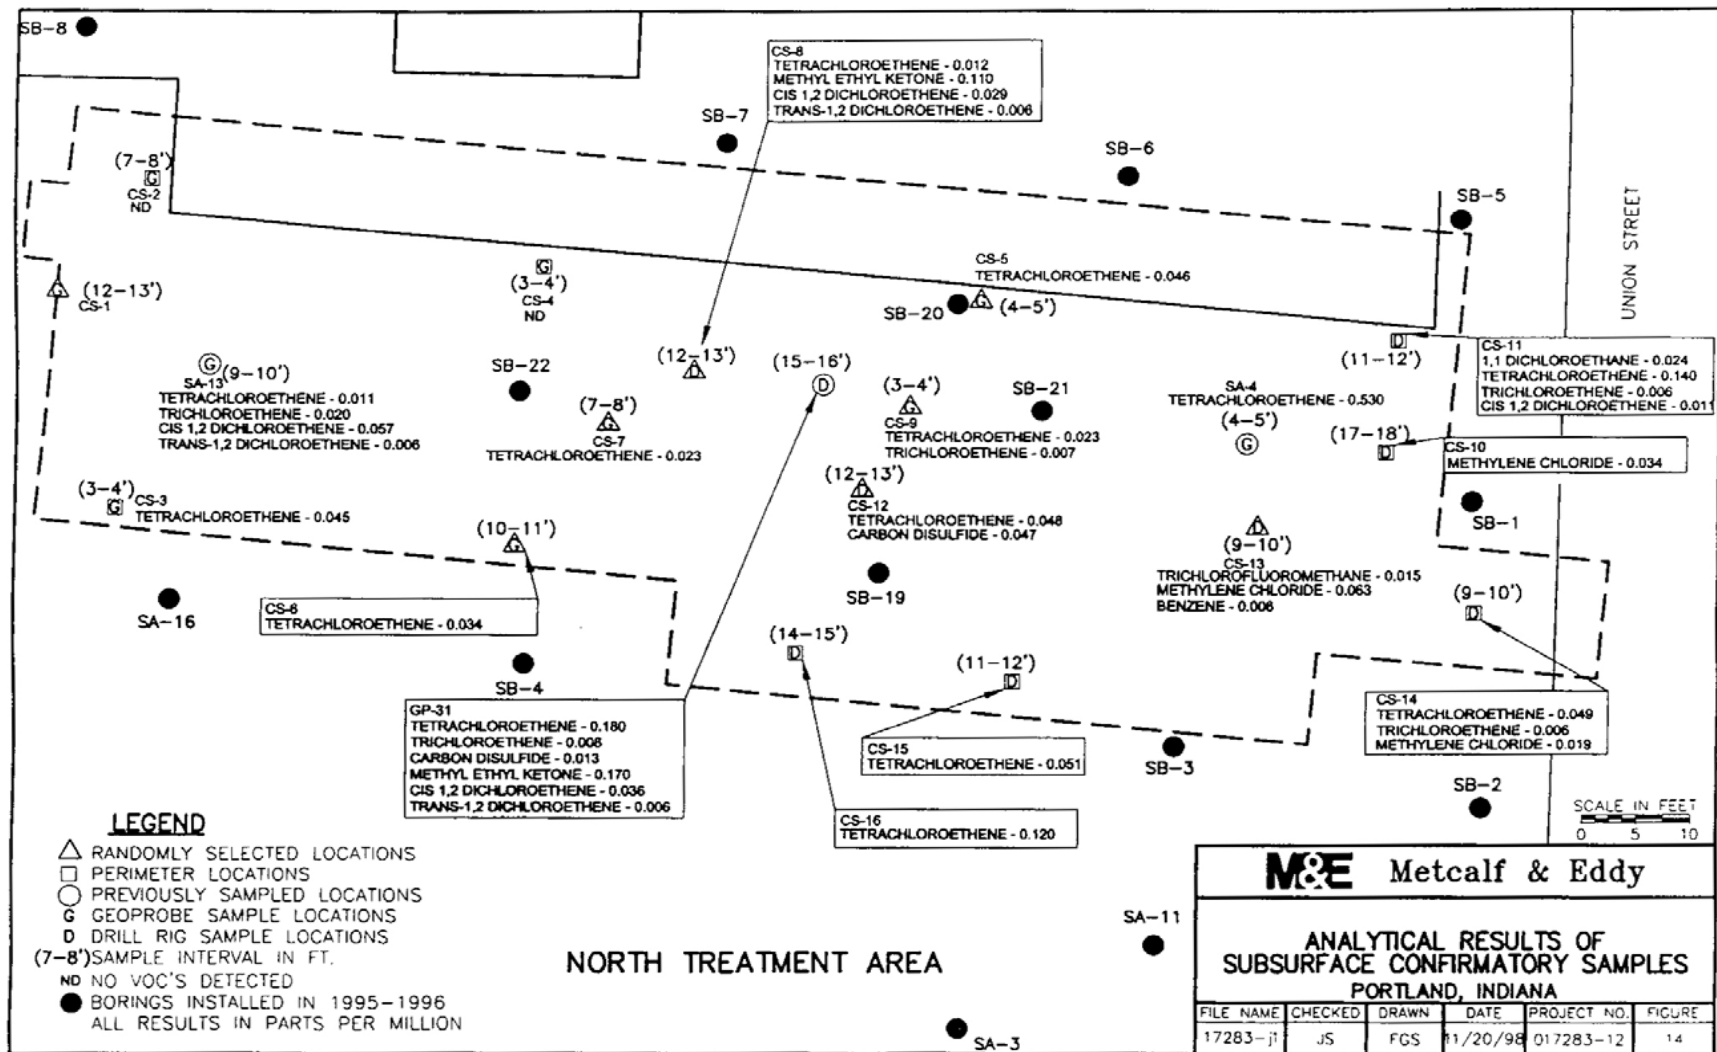 SB-8
CS-8
TETRACHLOROETHENE - 0.012
METHYL ETHYL KETONE - 0.110
CIS 1,2 DICHLOROETHENE - 0.029
TRANS-1,2 DICHLOROETHENE - 0.006
SB-7
SB-6
SB-5
UNION STREET
(7-8')
G
CS-2
ND
G
(12-13')
CS-1
G
(3-4')
CS-4
ND
CS-5
TETRACHLOROETHENE - 0.046
SB-20
G
(4-5')
D
(11-12')
CS-11
1,1 DICHLOROETHANE - 0.024
TETRACHLOROETHENE - 0.140
TRICHLOROETHENE - 0.006
CIS 1,2 DICHLOROETHENE - 0.011
G
(9-10')
SA-13
TETRACHLOROETHENE - 0.011
TRICHLOROETHENE - 0.020
CIS 1,2 DICHLOROETHENE - 0.057
TRANS-1,2 DICHLOROETHENE - 0.006
SB-22
(12-13')
D
(15-16')
D
(7-8')
G
CS-7
TETRACHLOROETHENE - 0.023
(3-4')
G
CS-9
TETRACHLOROETHENE - 0.023
TRICHLOROETHENE - 0.007
SB-21
SA-4
TETRACHLOROETHENE - 0.530
(4-5')
G
(17-18')
D
CS-10
METHYLENE CHLORIDE - 0.034
(3-4')
G
CS-3
TETRACHLOROETHENE - 0.045
(10-11')
G
(12-13')
D
CS-12
TETRACHLOROETHENE - 0.048
CARBON DISULFIDE - 0.047
SB-1
D
(9-10')
CS-13
TRICHLOROFLUOROMETHANE - 0.015
METHYLENE CHLORIDE - 0.063
BENZENE - 0.006
SB-19
SA-16
CS-6
TETRACHLOROETHENE - 0.034
(9-10')
D
(14-15')
D
(11-12')
D
SB-4
GP-31
TETRACHLOROETHENE - 0.180
TRICHLOROETHENE - 0.008
CARBON DISULFIDE - 0.013
METHYL ETHYL KETONE - 0.170
CIS 1,2 DICHLOROETHENE - 0.036
TRANS-1,2 DICHLOROETHENE - 0.006
CS-15
TETRACHLOROETHENE - 0.051
CS-16
TETRACHLOROETHENE - 0.120
SB-3
CS-14
TETRACHLOROETHENE - 0.049
TRICHLOROETHENE - 0.006
METHYLENE CHLORIDE - 0.019
SB-2
SCALE IN FEET
0 5 10
LEGEND
RANDOMLY SELECTED LOCATIONS
PERIMETER LOCATIONS
PREVIOUSLY SAMPLED LOCATIONS
G GEOPROBE SAMPLE LOCATIONS
D DRILL RIG SAMPLE LOCATIONS
(7-8') SAMPLE INTERVAL IN FT.
ND NO VOC'S DETECTED
BORINGS INSTALLED IN 1995-1996
ALL RESULTS IN PARTS PER MILLION
NORTH TREATMENT AREA
SA-11
SA-3
M&E Metcalf & Eddy
ANALYTICAL RESULTS OF
SUBSURFACE CONFIRMATORY SAMPLES
PORTLAND, INDIANA
FILE NAME CHECKED DRAWN DATE PROJECT NO. FIGURE
17283-j1 JS FGS 11/20/98 017283-12 14